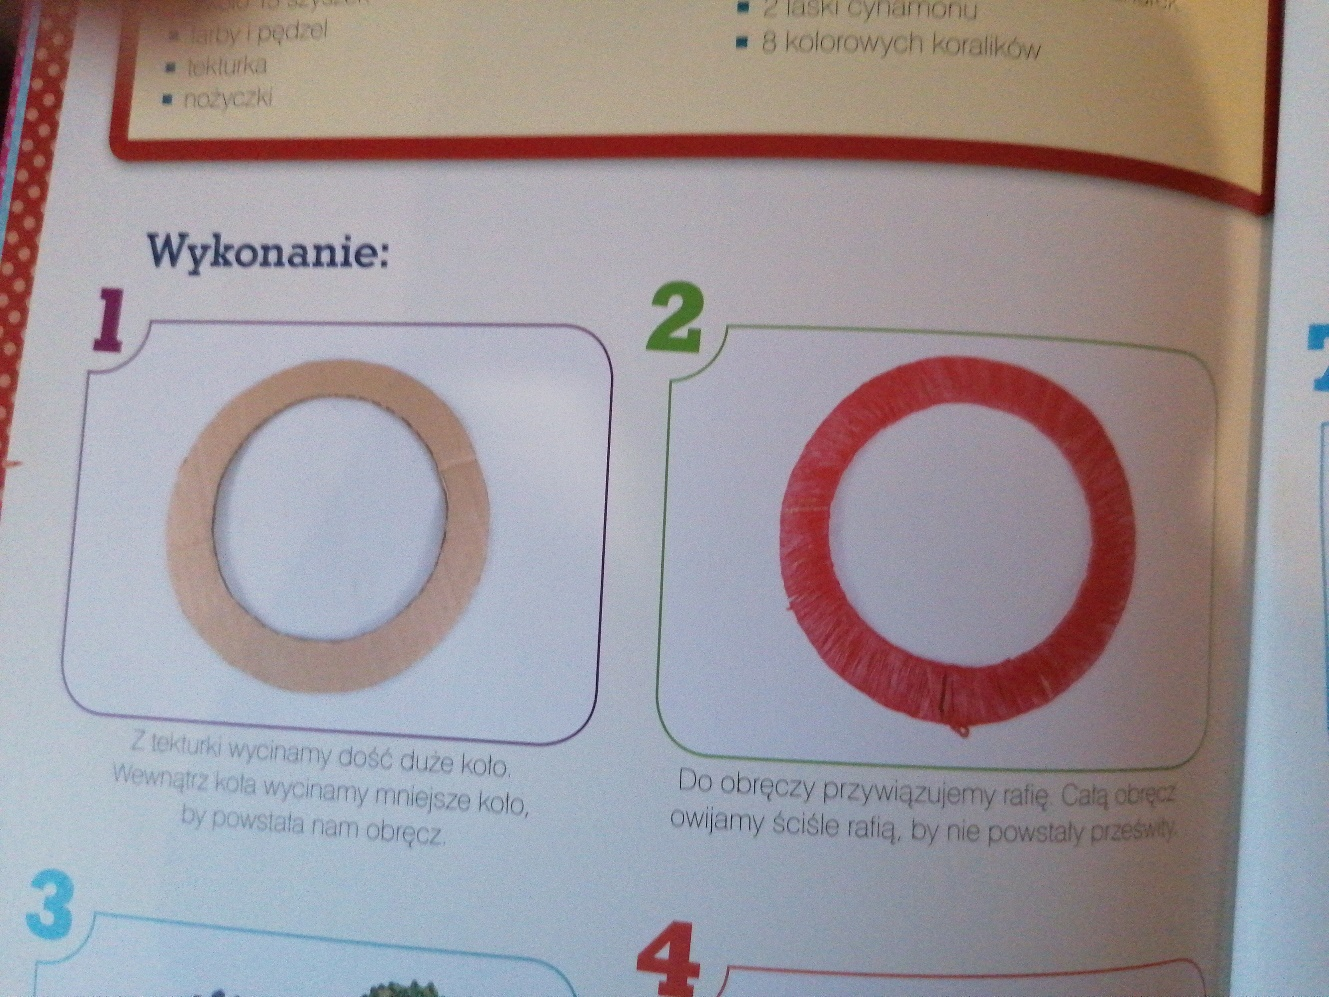 farby i pędzel
tekturka
nożyczki
2 laski cynamonu
8 kolorowych koralików
Wykonanie:
1
Z tekturki wycinamy dość duże koło.
Wewnątrz koła wycinamy mniejsze koło,
by powstała nam obręcz.
2
Do obręczy przywiązujemy rafię. Całą obręcz
owijamy ściśle rafią, by nie powstały prześwity.
3
4